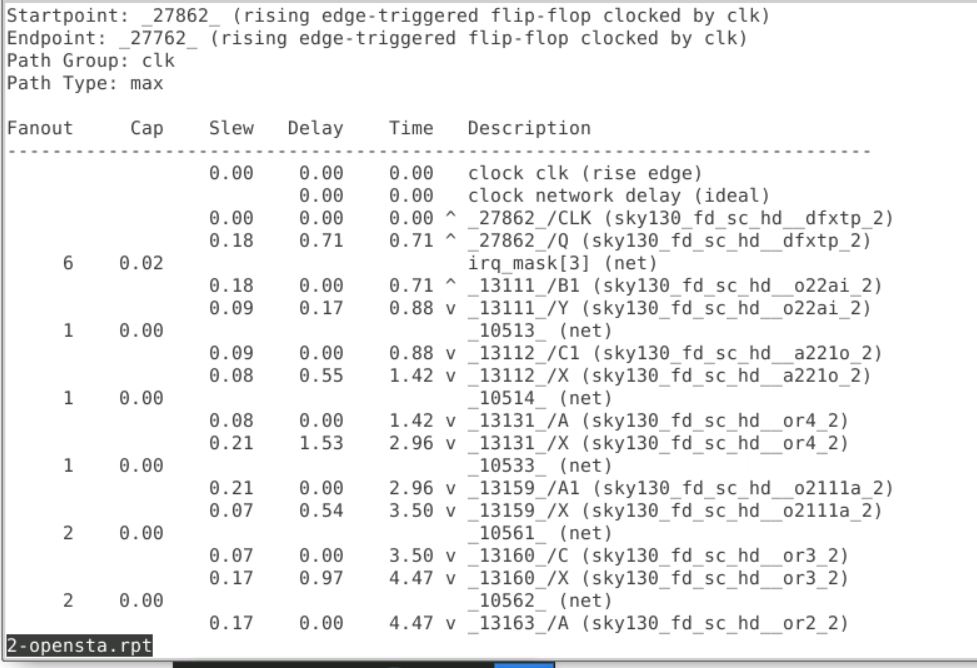 Startpoint: _27862_ (rising edge-triggered flip-flop clocked by clk)
Endpoint: _27762_ (rising edge-triggered flip-flop clocked by clk)
Path Group: clk
Path Type: max
Fanout     Cap    Slew   Delay    Time   Description
-----------------------------------------------------------------------------
                  0.00    0.00    0.00   clock clk (rise edge)
                          0.00    0.00   clock network delay (ideal)
                  0.00    0.00    0.00 ^ _27862_/CLK (sky130_fd_sc_hd__dfxtp_2)
                  0.18    0.71    0.71 ^ _27862_/Q (sky130_fd_sc_hd__dfxtp_2)
     6    0.02                           irq_mask[3] (net)
                  0.18    0.00    0.71 ^ _13111_/B1 (sky130_fd_sc_hd__o22ai_2)
                  0.09    0.17    0.88 v _13111_/Y (sky130_fd_sc_hd__o22ai_2)
     1    0.00                           _10513_ (net)
                  0.09    0.00    0.88 v _13112_/C1 (sky130_fd_sc_hd__a221o_2)
                  0.08    0.55    1.42 v _13112_/X (sky130_fd_sc_hd__a221o_2)
     1    0.00                           _10514_ (net)
                  0.08    0.00    1.42 v _13131_/A (sky130_fd_sc_hd__or4_2)
                  0.21    1.53    2.96 v _13131_/X (sky130_fd_sc_hd__or4_2)
     1    0.00                           _10533_ (net)
                  0.21    0.00    2.96 v _13159_/A1 (sky130_fd_sc_hd__o2111a_2)
                  0.07    0.54    3.50 v _13159_/X (sky130_fd_sc_hd__o2111a_2)
     2    0.00                           _10561_ (net)
                  0.07    0.00    3.50 v _13160_/C (sky130_fd_sc_hd__or3_2)
                  0.17    0.97    4.47 v _13160_/X (sky130_fd_sc_hd__or3_2)
     2    0.00                           _10562_ (net)
                  0.17    0.00    4.47 v _13163_/A (sky130_fd_sc_hd__or2_2)
2-opensta.rpt